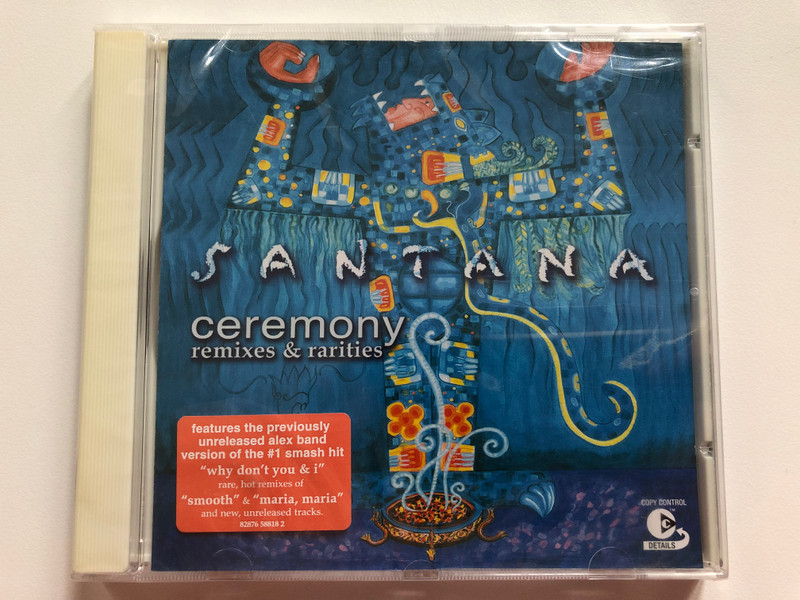 SANTANA
ceremony
remixes & rarities
features the previously
unreleased alex band
version of the #1 smash hit
“why don't you & i”
rare, hot remixes of
“smooth” & “maria, maria”
and new, unreleased tracks.
82876 58818 2
COPY CONTROL
™
DETAILS